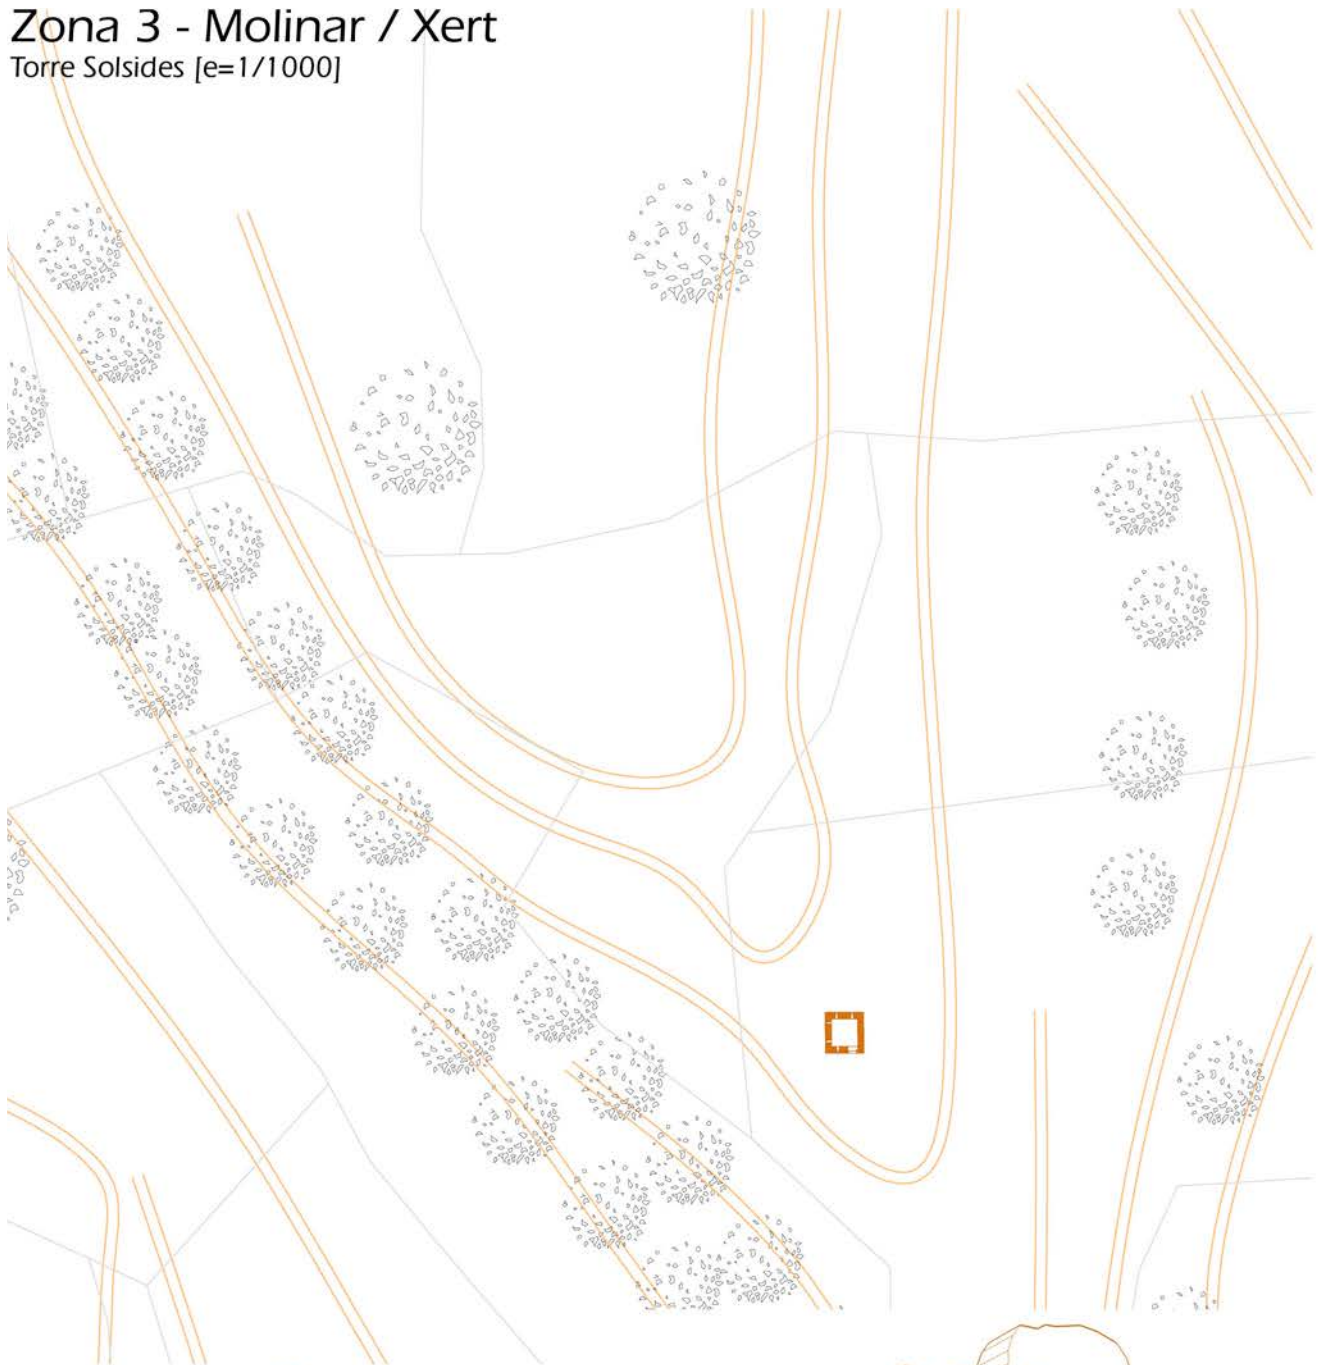 Zona 3 - Molinar / Xert
Torre Solsides [e=1/1000]